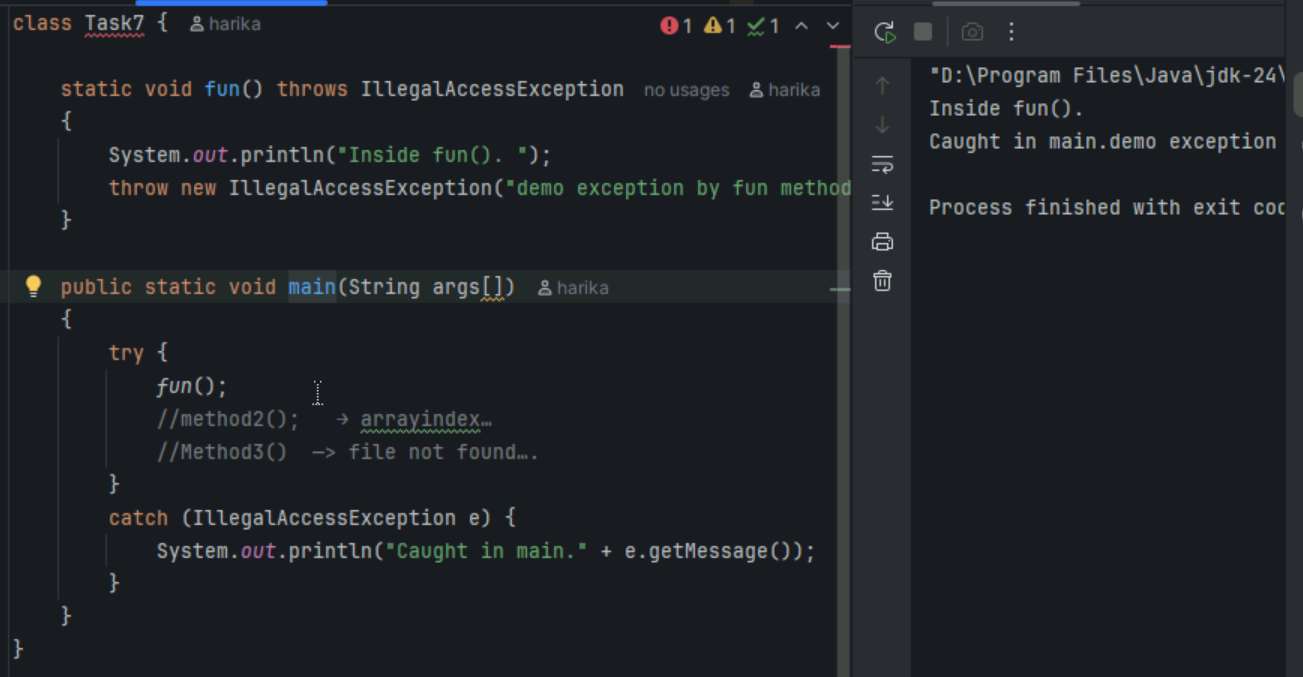 class Task7 { harika
1 1 1
static void fun() throws IllegalAccessException no usages harika
{
System.out.println("Inside fun(). ");
throw new IllegalAccessException("demo exception by fun method
}
public static void main(String args[]) harika
{
try {
fun();
//method2();   → arrayindex…
//Method3()  —> file not found….
}
catch (IllegalAccessException e) {
System.out.println("Caught in main." + e.getMessage());
}
}
}
"D:\Program Files\Java\jdk-24\
Inside fun().
Caught in main.demo exception
Process finished with exit